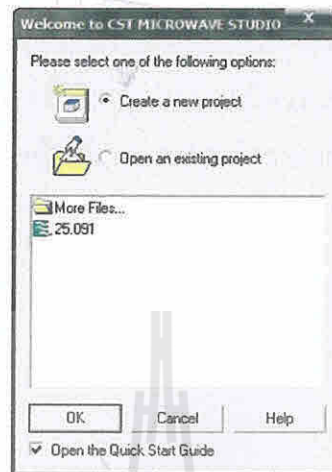 Welcome to CST MICROWAVE STUDIO
Please select one of the following options:
Create a new project
Open an existing project
More Files...
25.091
OK
Cancel
Help
Open the Quick Start Guide